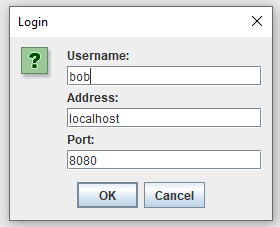 Login
?
Username:
bob
Address:
localhost
Port:
8080
OK Cancel